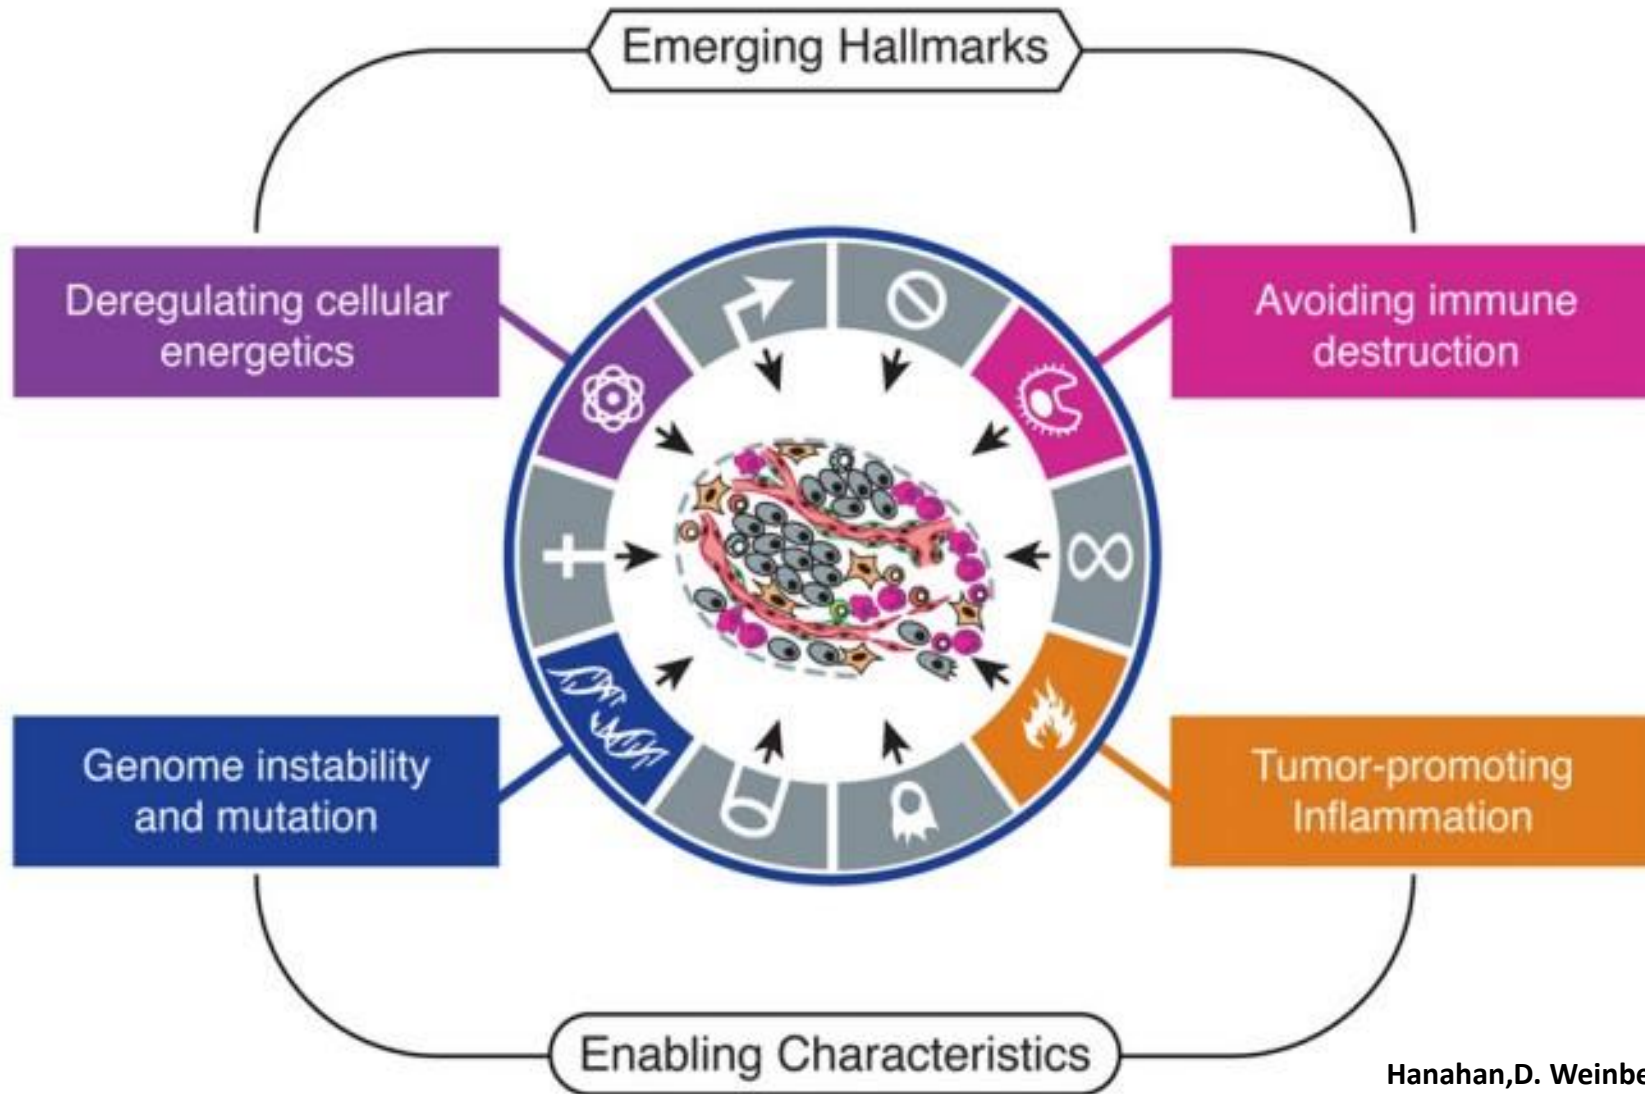 Emerging Hallmarks
Deregulating cellular
energetics
Avoiding immune
destruction
Genome instability
and mutation
Tumor-promoting
Inflammation
Enabling Characteristics
Hanahan,D. Weinbe